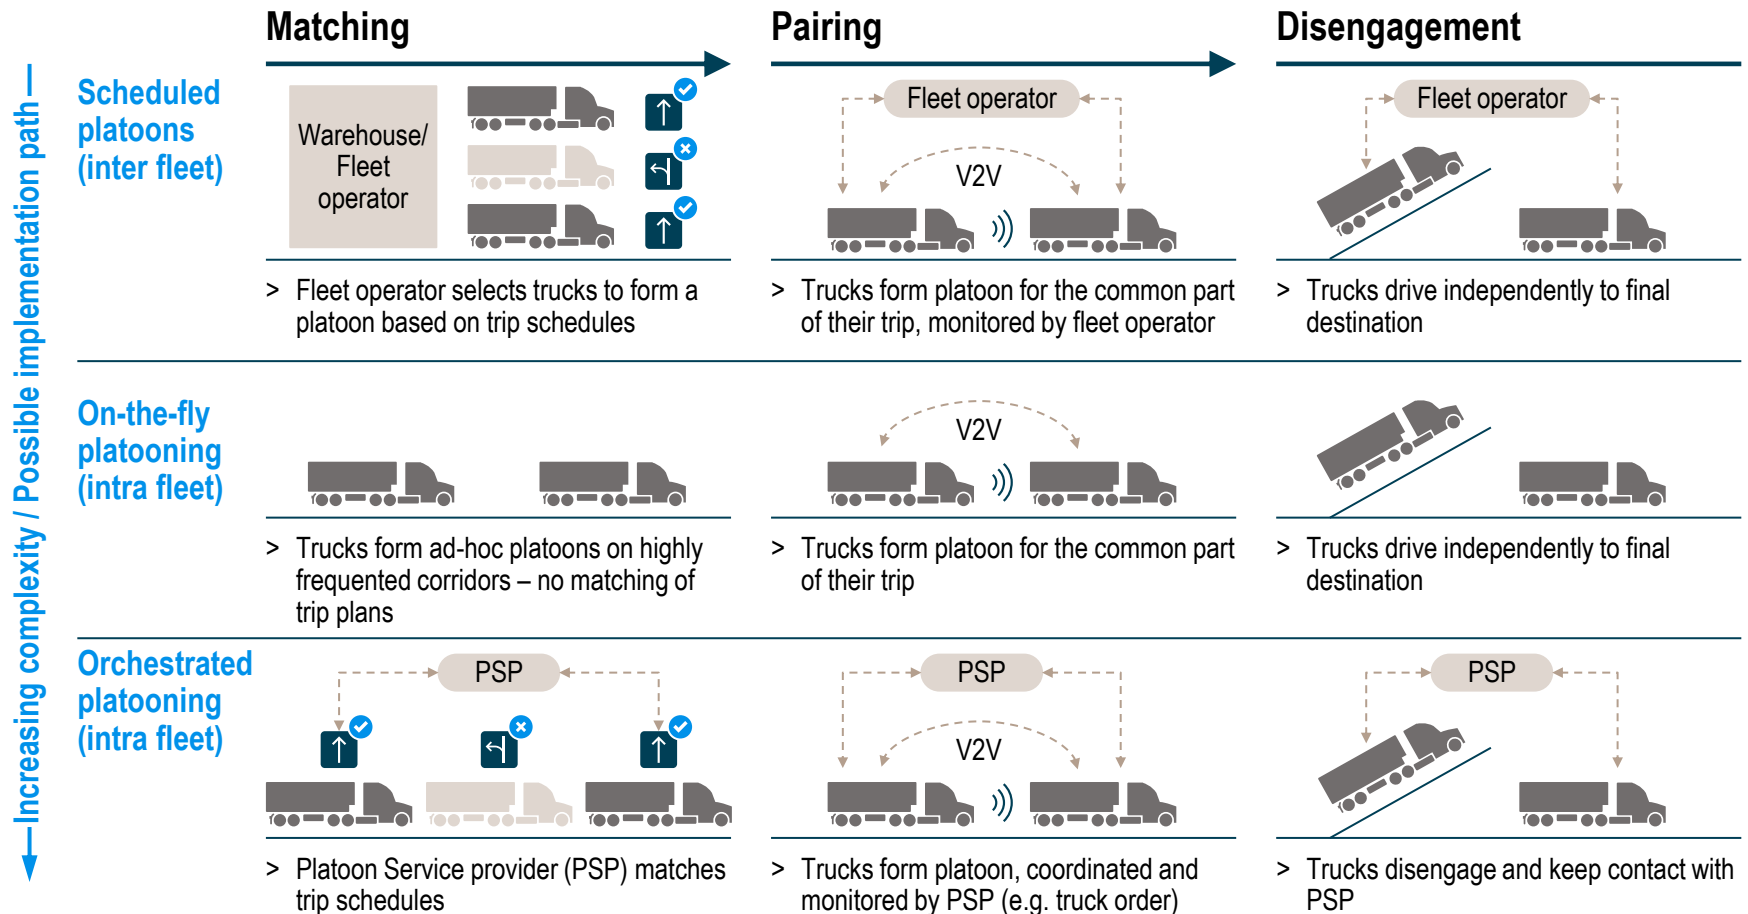 Matching
Pairing
Disengagement
Increasing complexity / Possible implementation path
Scheduled
platoons
(inter fleet)
Warehouse/
Fleet
operator
> Fleet operator selects trucks to form a
platoon based on trip schedules
Fleet operator
V2V
> Trucks form platoon for the common part
of their trip, monitored by fleet operator
Fleet operator
> Trucks drive independently to final
destination
On-the-fly
platooning
(intra fleet)
> Trucks form ad-hoc platoons on highly
frequented corridors – no matching of
trip plans
V2V
> Trucks form platoon for the common part
of their trip
> Trucks drive independently to final
destination
Orchestrated
platooning
(intra fleet)
PSP
> Platoon Service provider (PSP) matches
trip schedules
PSP
V2V
> Trucks form platoon, coordinated and
monitored by PSP (e.g. truck order)
PSP
> Trucks disengage and keep contact with
PSP